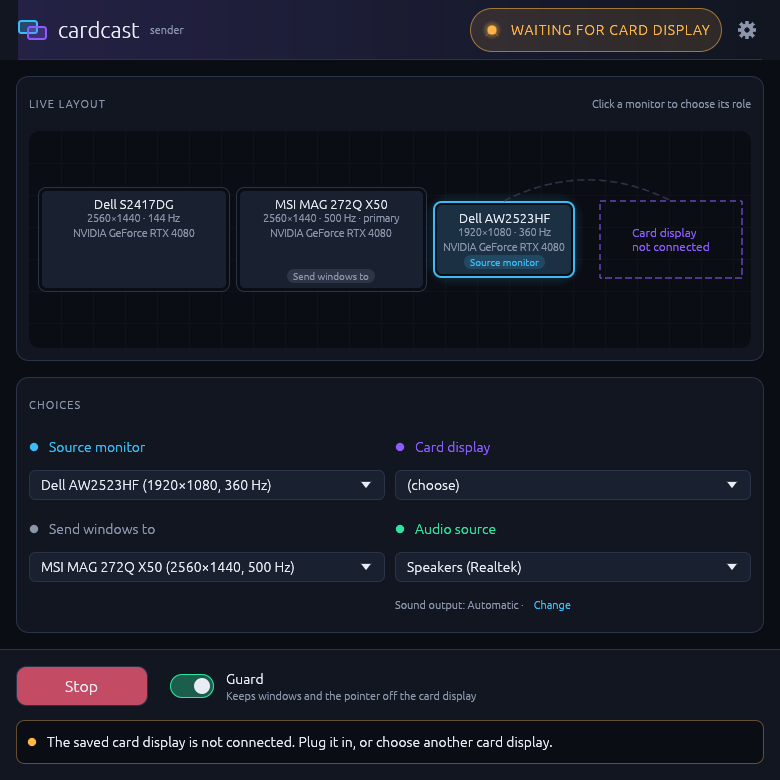 cardcast sender
WAITING FOR CARD DISPLAY
LIVE LAYOUT
Click a monitor to choose its role
Dell S2417DG
2560×1440 · 144 Hz
NVIDIA GeForce RTX 4080
MSI MAG 272Q X50
2560×1440 · 500 Hz · primary
NVIDIA GeForce RTX 4080
Send windows to
Dell AW2523HF
1920×1080 · 360 Hz
NVIDIA GeForce RTX 4080
Source monitor
Card display
not connected
CHOICES
Source monitor
Dell AW2523HF (1920×1080, 360 Hz)
Card display
(choose)
Send windows to
MSI MAG 272Q X50 (2560×1440, 500 Hz)
Audio source
Speakers (Realtek)
Sound output: Automatic · Change
Stop
Guard
Keeps windows and the pointer off the card display
The saved card display is not connected. Plug it in, or choose another card display.